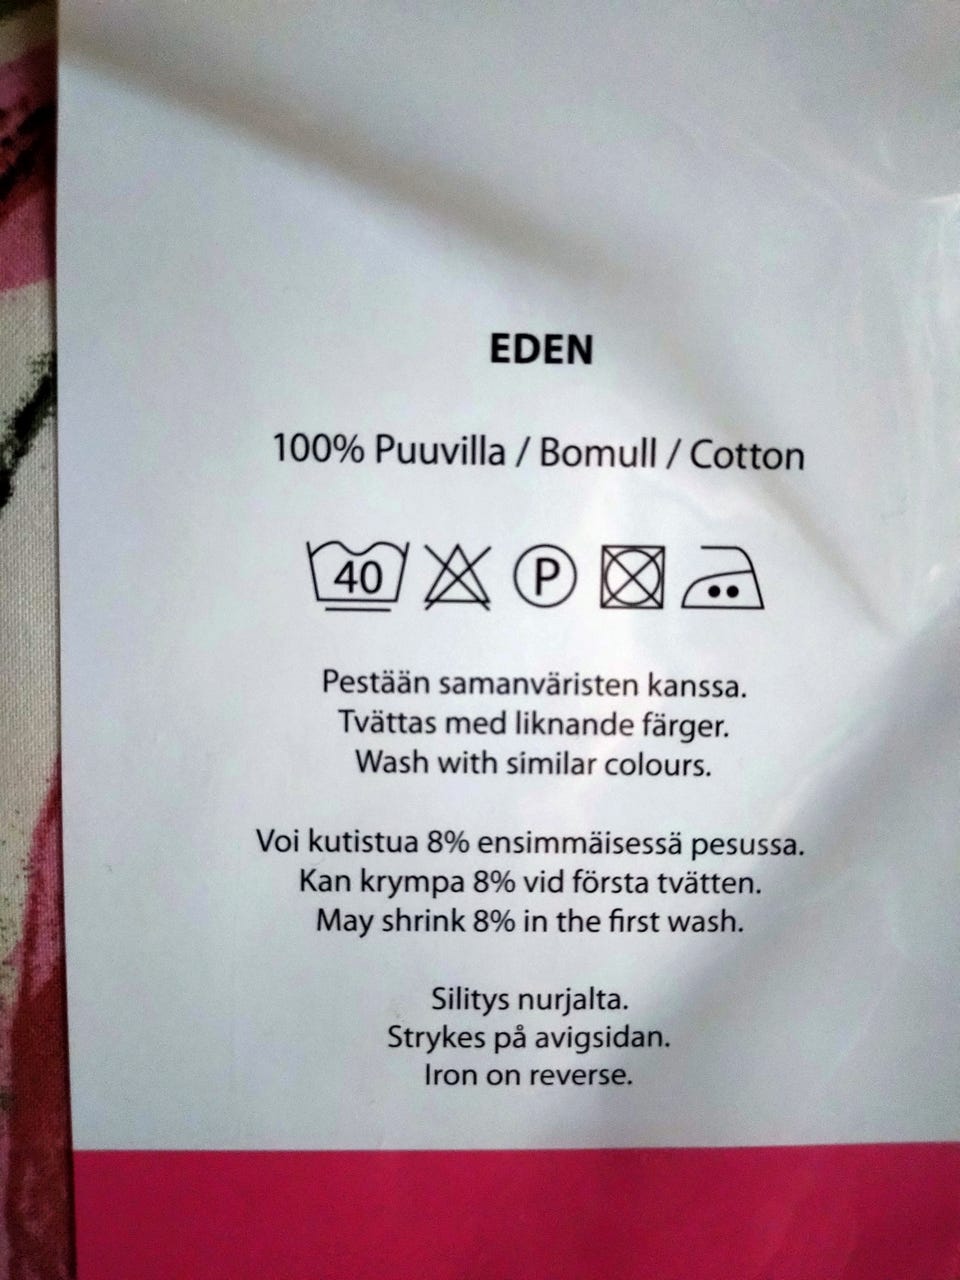 EDEN
100% Puuvilla / Bomull / Cotton
40 P
Pestään samanväristen kanssa.
Tvättas med liknande färger.
Wash with similar colours.
Voi kutistua 8% ensimmäisessä pesussa.
Kan krympa 8% vid första tvätten.
May shrink 8% in the first wash.
Silitys nurjalta.
Strykes på avigsidan.
Iron on reverse.